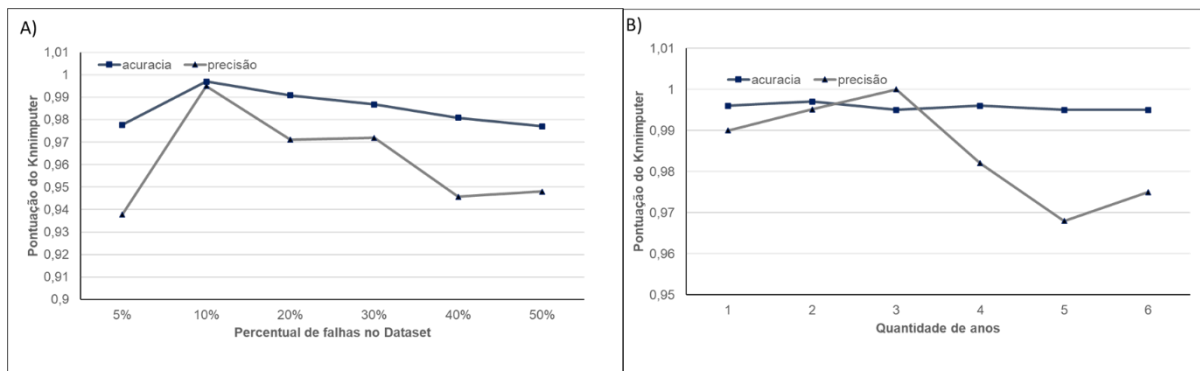 A)
Pontuação do Knnimputer
1,01
1
0,99
0,98
0,97
0,96
0,95
0,94
0,93
0,92
0,91
0,9
acuracia
precisão
5% 10% 20% 30% 40% 50%
Percentual de falhas no Dataset
B)
Pontuação do Knnimputer
1,01
1
0,99
0,98
0,97
0,96
0,95
acuracia
precisão
1 2 3 4 5 6
Quantidade de anos